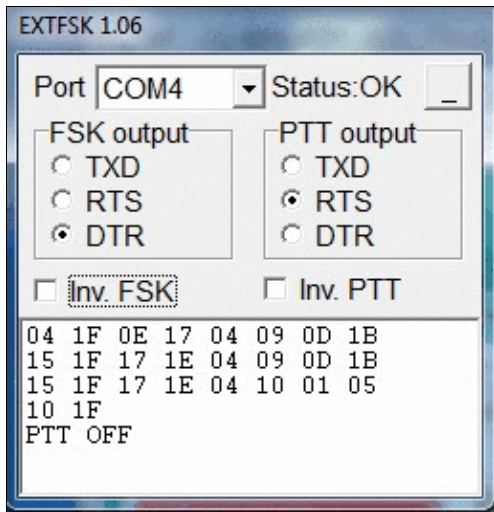 EXTFSK 1.06
Port COM4 Status:OK _
FSK output PTT output
TXD TXD
RTS RTS
DTR DTR
Inv. FSK Inv. PTT
04 1F 0E 17 04 09 0D 1B
15 1F 17 1E 04 09 0D 1B
15 1F 17 1E 04 10 01 05
10 1F
PTT OFF